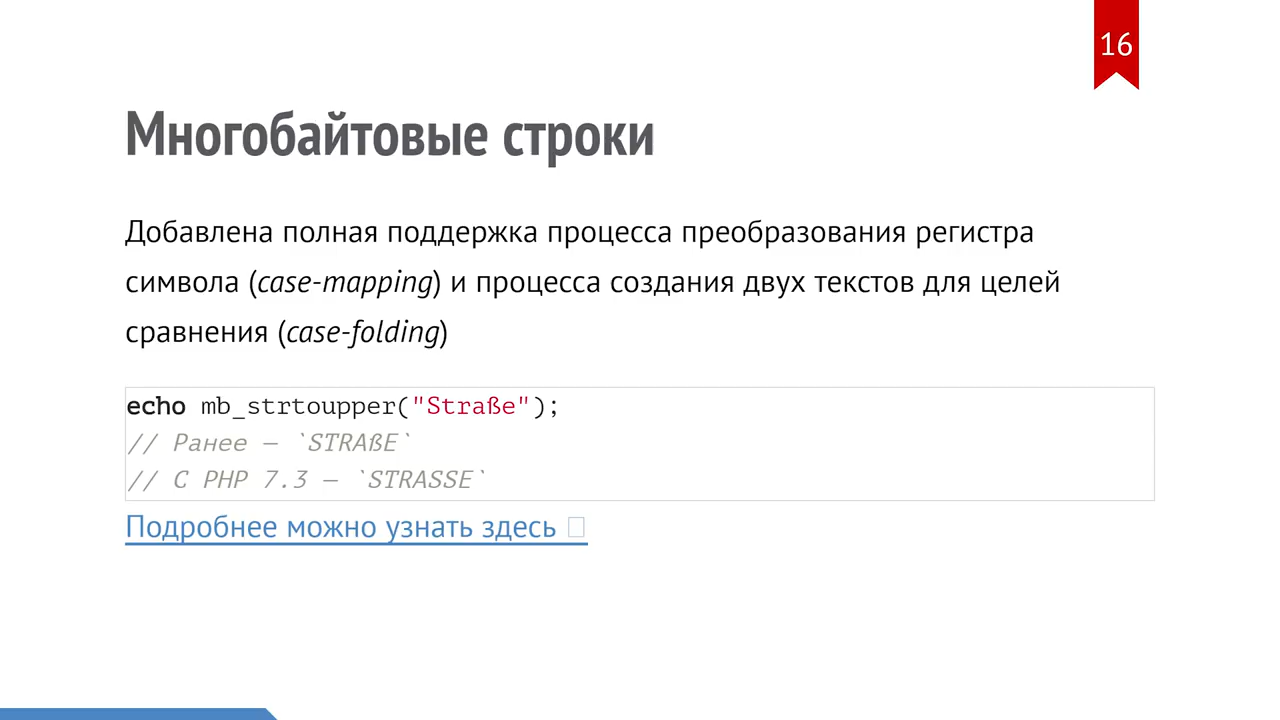 16
Многобайтовые строки
Добавлена полная поддержка процесса преобразования регистра
символа (case-mapping) и процесса создания двух текстов для целей
сравнения (case-folding)
echo mb_strtoupper("Straße");
// Ранее — `STRAßE`
// С PHP 7.3 — `STRASSE`
Подробнее можно узнать здесь